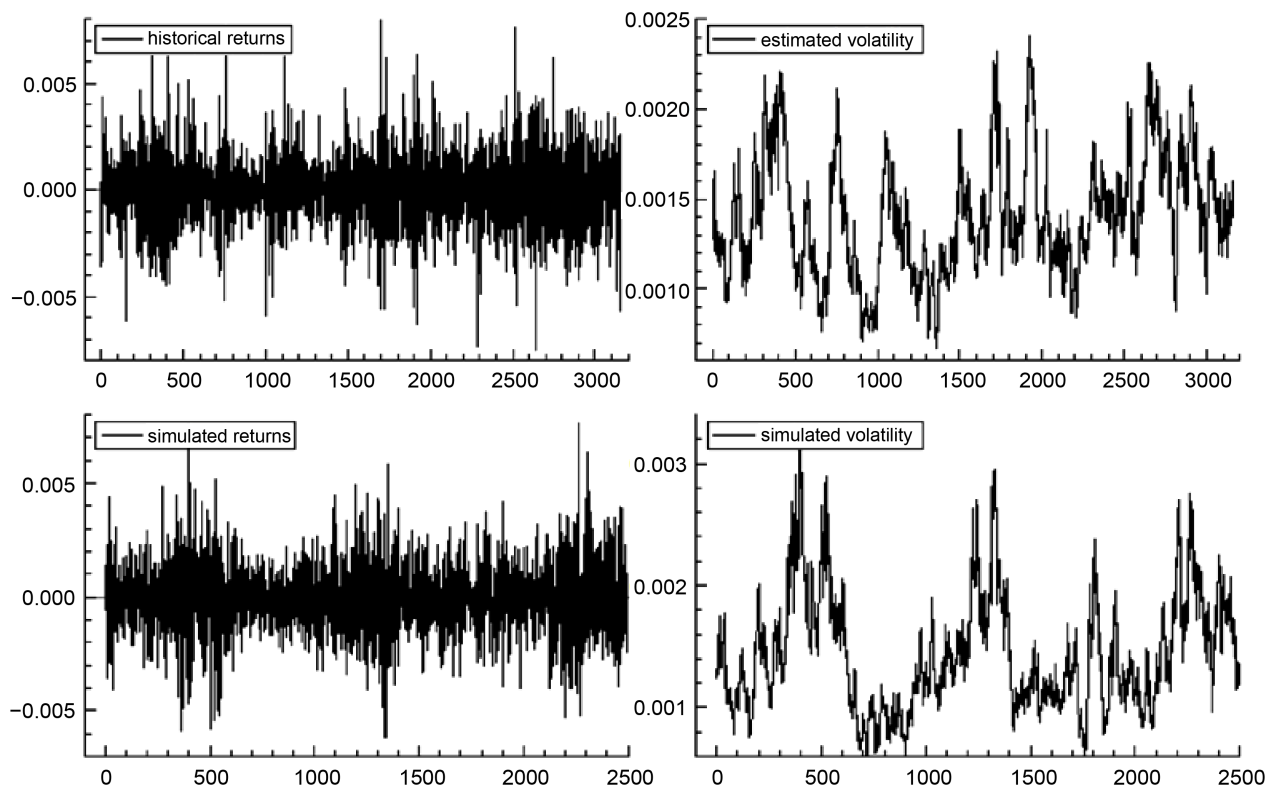 historical returns
0.005
0.000
−0.005
0 500 1000 1500 2000 2500 3000
estimated volatility
0.0025
0.0020
0.0015
0.0010
0 500 1000 1500 2000 2500 3000
simulated returns
0.005
0.000
−0.005
0 500 1000 1500 2000 2500
simulated volatility
0.003
0.002
0.001
0 500 1000 1500 2000 2500